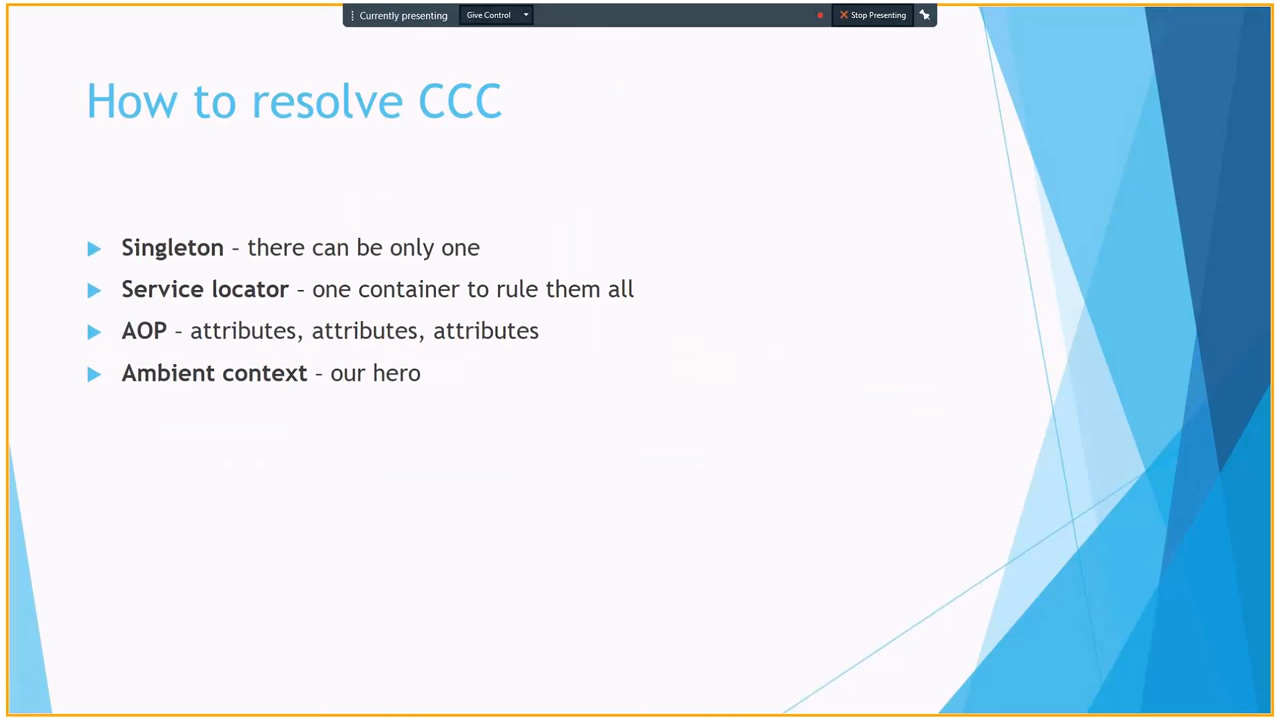 Currently presenting Give Control Stop Presenting
How to resolve CCC
Singleton – there can be only one
Service locator – one container to rule them all
AOP – attributes, attributes, attributes
Ambient context – our hero